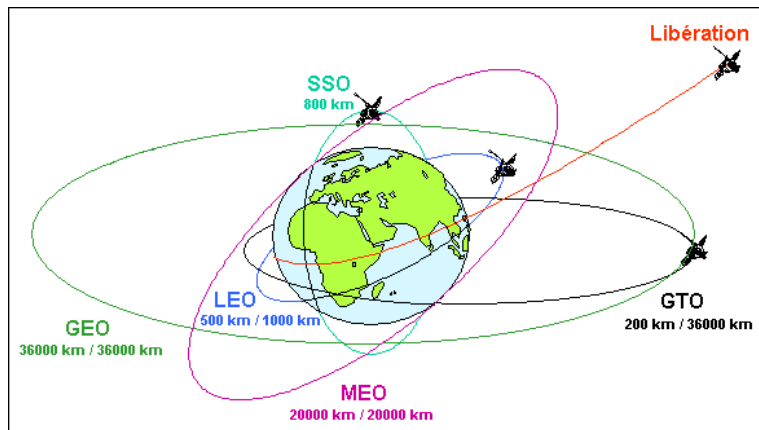 Libération
SSO
800 km
LEO
500 km / 1000 km
GTO
200 km / 36000 km
GEO
36000 km / 36000 km
MEO
20000 km / 20000 km